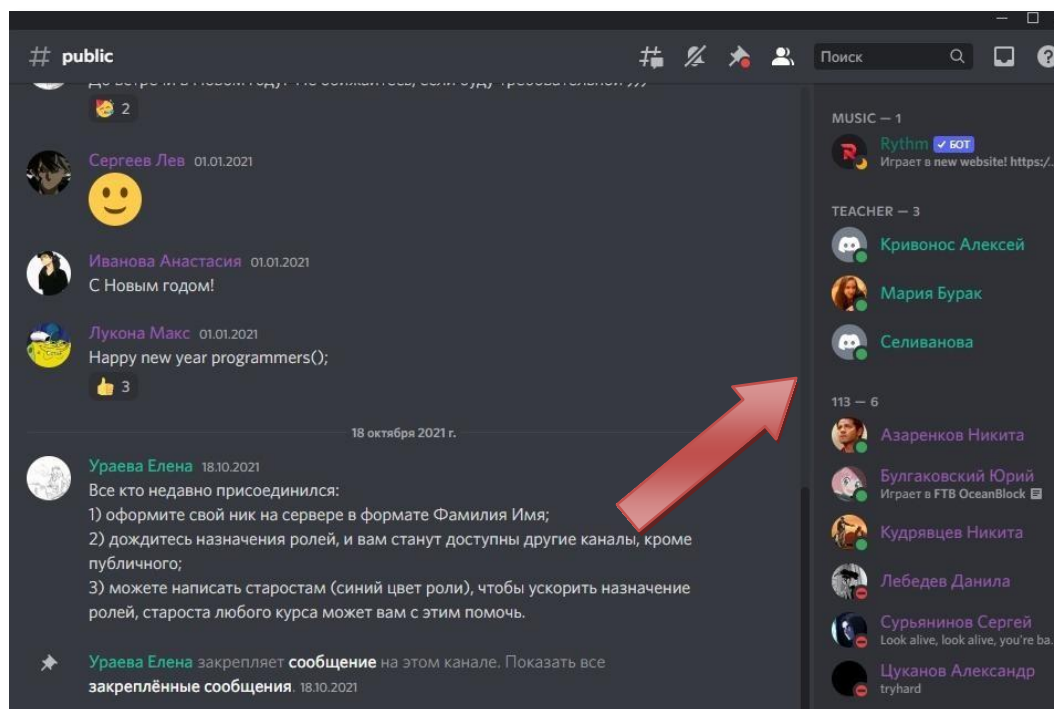 # public
Поиск
🥳 2
Сергеев Лев 01.01.2021
Иванова Анастасия 01.01.2021
С Новым годом!
Лукона Макс 01.01.2021
Happy new year programmers();
👍 3
18 октября 2021 г.
Ураева Елена 18.10.2021
Все кто недавно присоединился:
1) оформите свой ник на сервере в формате Фамилия Имя;
2) дождитесь назначения ролей, и вам станут доступны другие каналы, кроме
публичного;
3) можете написать старостам (синий цвет роли), чтобы ускорить назначение
ролей, староста любого курса может вам с этим помочь.
Ураева Елена закрепляет сообщение на этом канале. Показать все
закреплённые сообщения. 18.10.2021
MUSIC — 1
Rythm ✓ БОТ
Играет в new website! https:/...
TEACHER — 3
Кривонос Алексей
Мария Бурак
Селиванова
113 — 6
Азаренков Никита
Булгаковский Юрий
Играет в FTB OceanBlock
Кудрявцев Никита
Лебедев Данила
Сурьянинов Сергей
Look alive, look alive, you're ba...
Цуканов Александр
tryhard